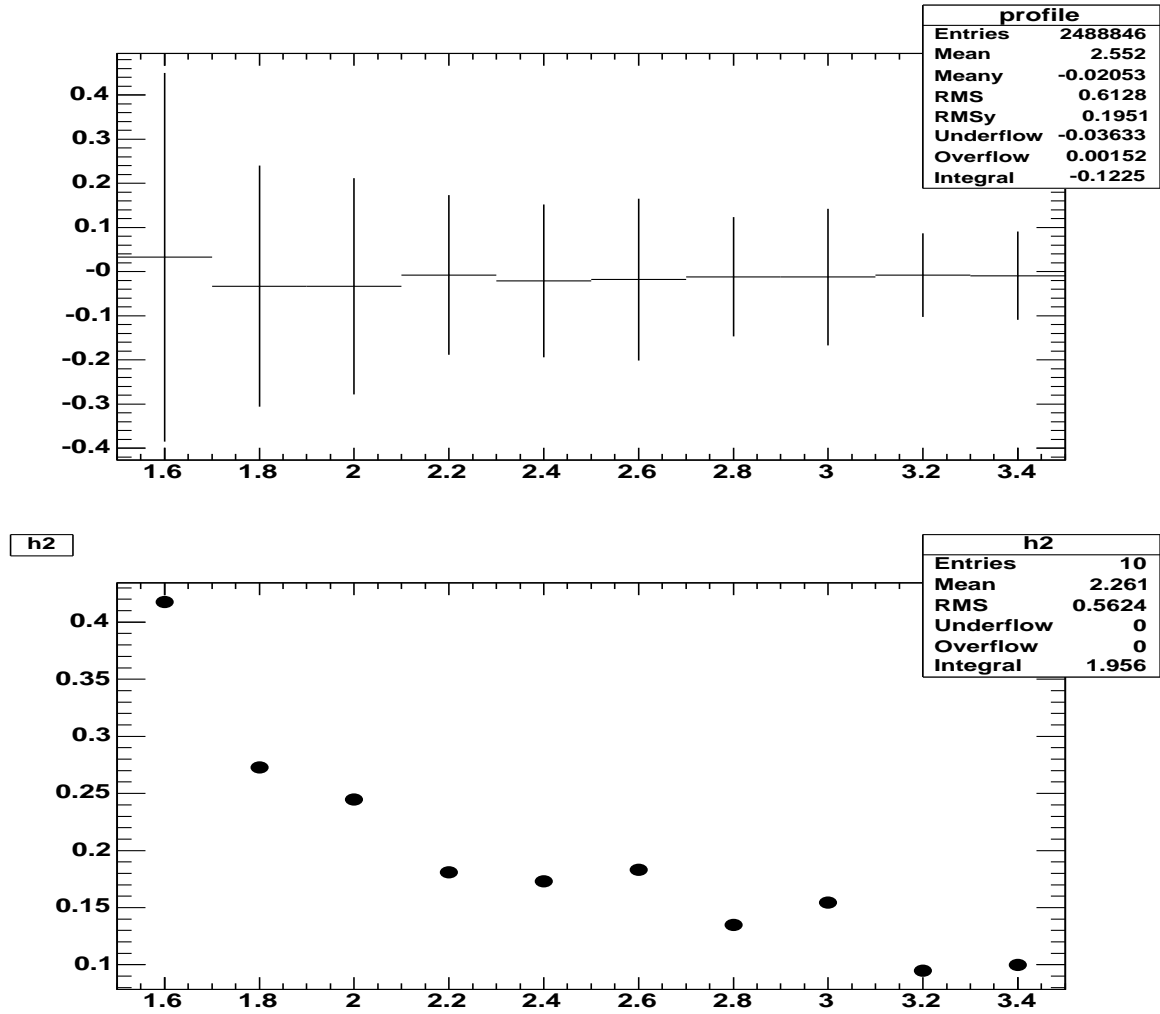 profile
Entries 2488846
Mean 2.552
Meany -0.02053
RMS 0.6128
RMSy 0.1951
Underflow -0.03633
Overflow 0.00152
Integral -0.1225
0.4
0.3
0.2
0.1
-0
-0.1
-0.2
-0.3
-0.4
1.6 1.8 2 2.2 2.4 2.6 2.8 3 3.2 3.4
h2
h2
Entries 10
Mean 2.261
RMS 0.5624
Underflow 0
Overflow 0
Integral 1.956
0.4
0.35
0.3
0.25
0.2
0.15
0.1
1.6 1.8 2 2.2 2.4 2.6 2.8 3 3.2 3.4